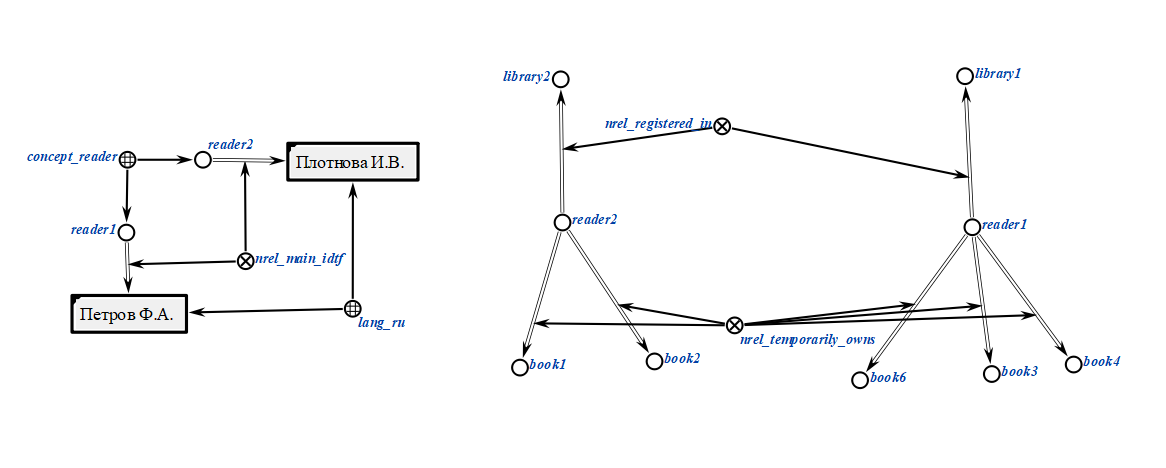 library2
library1
nrel_registered_in
concept_reader
reader2
Плотнова И.В.
reader1
reader2
reader1
nrel_main_idtf
Петров Ф.А.
lang_ru
nrel_temporarily_owns
book1
book2
book6
book3
book4